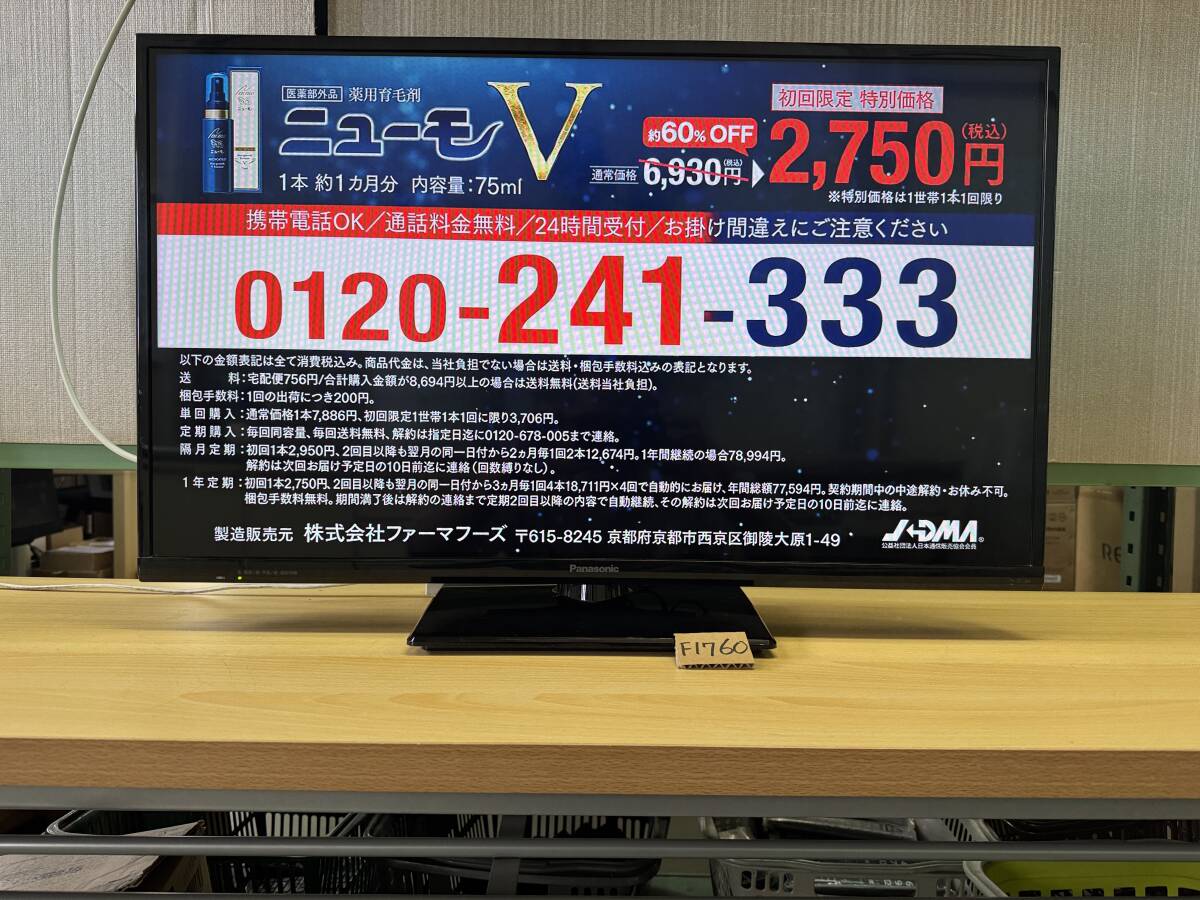 医薬部外品 薬用育毛剤
ニューモV
1本 約1カ月分 内容量:75ml
初回限定 特別価格
約60%OFF
通常価格 6,930円(税込)
2,750円(税込)
※特別価格は1世帯1本1回限り
携帯電話OK/通話料金無料/24時間受付/お掛け間違えにご注意ください
0120-241-333
以下の金額表記は全て消費税込み。商品代金は、当社負担でない場合は送料・梱包手数料込みの表記となります。
送料:宅配便756円/合計購入金額が8,694円以上の場合は送料無料(送料当社負担)。
梱包手数料:1回の出荷につき200円。
単回購入:通常価格1本7,886円、初回限定1世帯1本1回に限り3,706円。
定期購入:毎回同容量、毎回送料無料、解約は指定日迄に0120-678-005まで連絡。
隔月定期:初回1本2,950円、2回目以降も翌月の同一日付から2ヵ月毎1回2本12,674円。1年間継続の場合78,994円。
解約は次回お届け予定日の10日前迄に連絡(回数縛りなし)。
1年定期:初回1本2,750円、2回目以降も翌月の同一日付から3ヵ月毎1回4本18,711円×4回で自動的にお届け、年間総額77,594円。契約期間中の中途解約・お休み不可。
梱包手数料無料。期間満了後は解約の連絡まで定期2回目以降の内容で自動継続、その解約は次回お届け予定日の10日前迄に連絡。
製造販売元 株式会社ファーマフーズ 〒615-8245 京都府京都市西京区御陵大原1-49
JADMA
公益社団法人日本通信販売協会会員
Panasonic
F1760